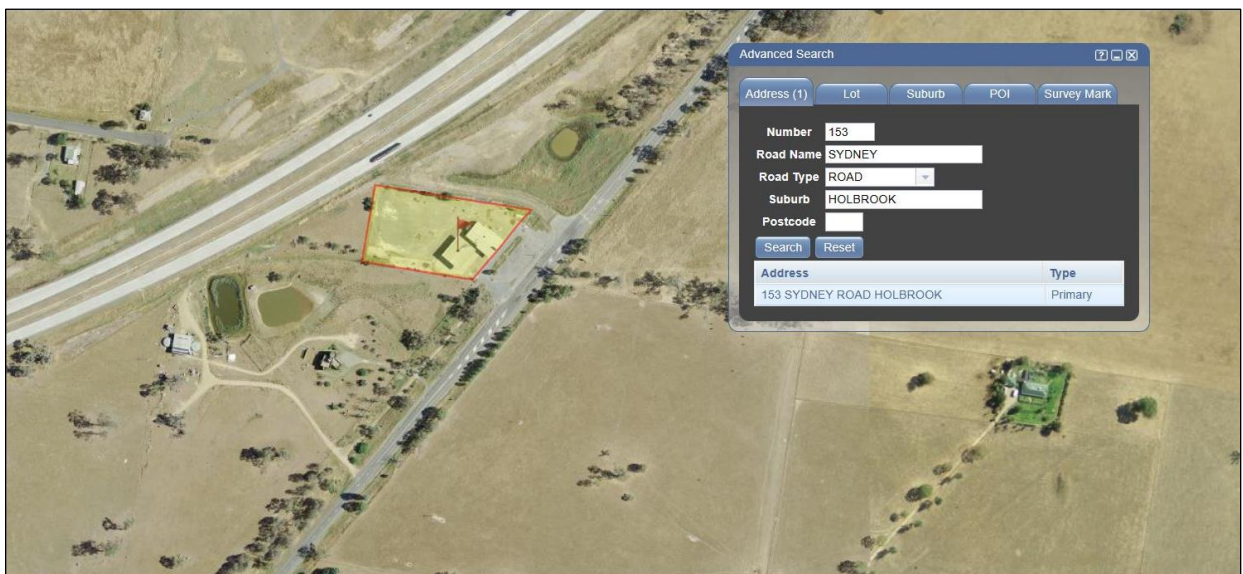 Advanced Search
Address (1) Lot Suburb POI Survey Mark
Number 153
Road Name SYDNEY
Road Type ROAD
Suburb HOLBROOK
Postcode
Search Reset
Address Type
153 SYDNEY ROAD HOLBROOK Primary